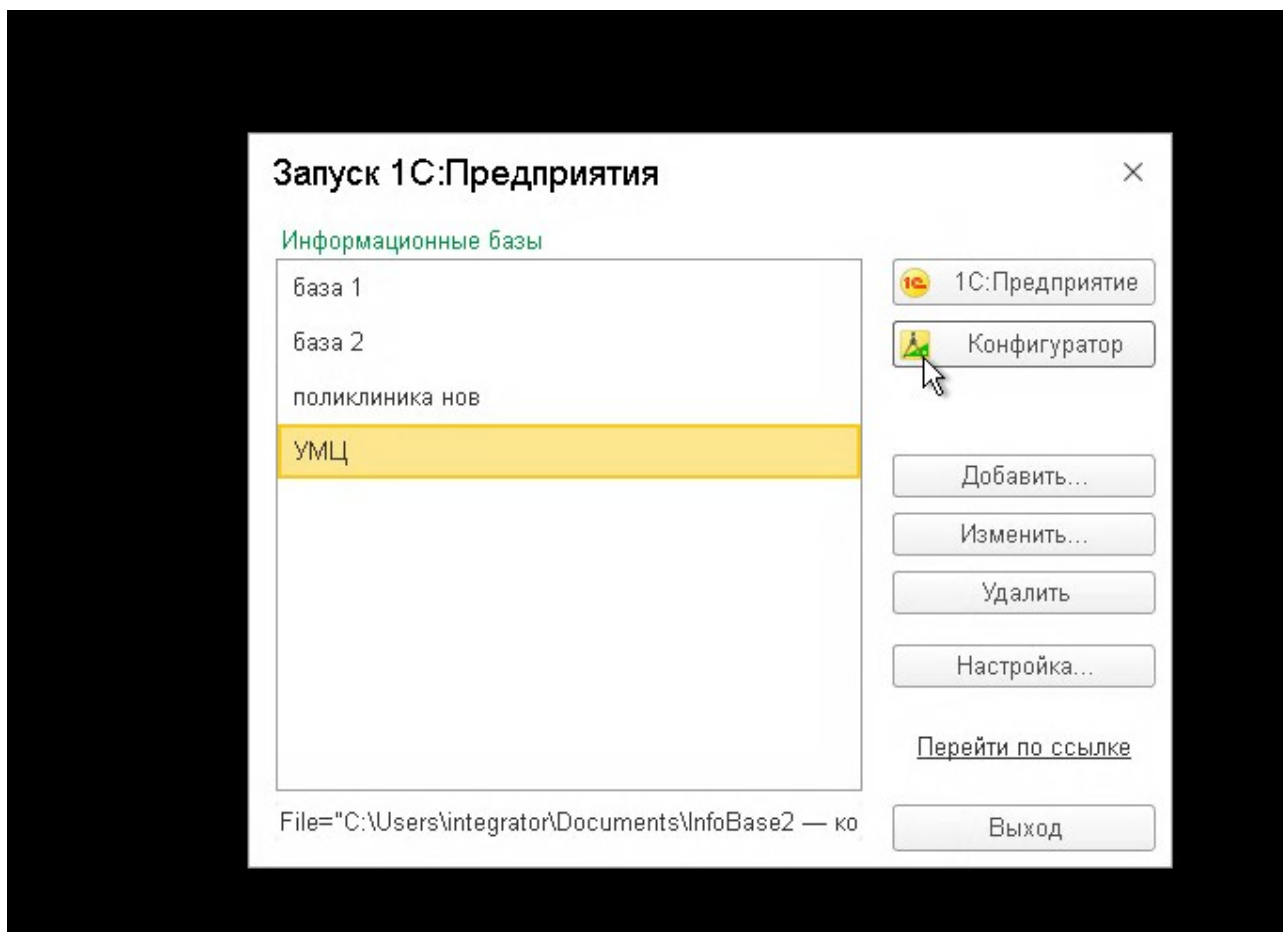 Запуск 1С:Предприятия
Информационные базы
база 1
база 2
поликлиника нов
УМЦ
File="C:\Users\integrator\Documents\InfoBase2 — ко
1С:Предприятие
Конфигуратор
Добавить...
Изменить...
Удалить
Настройка...
Перейти по ссылке
Выход